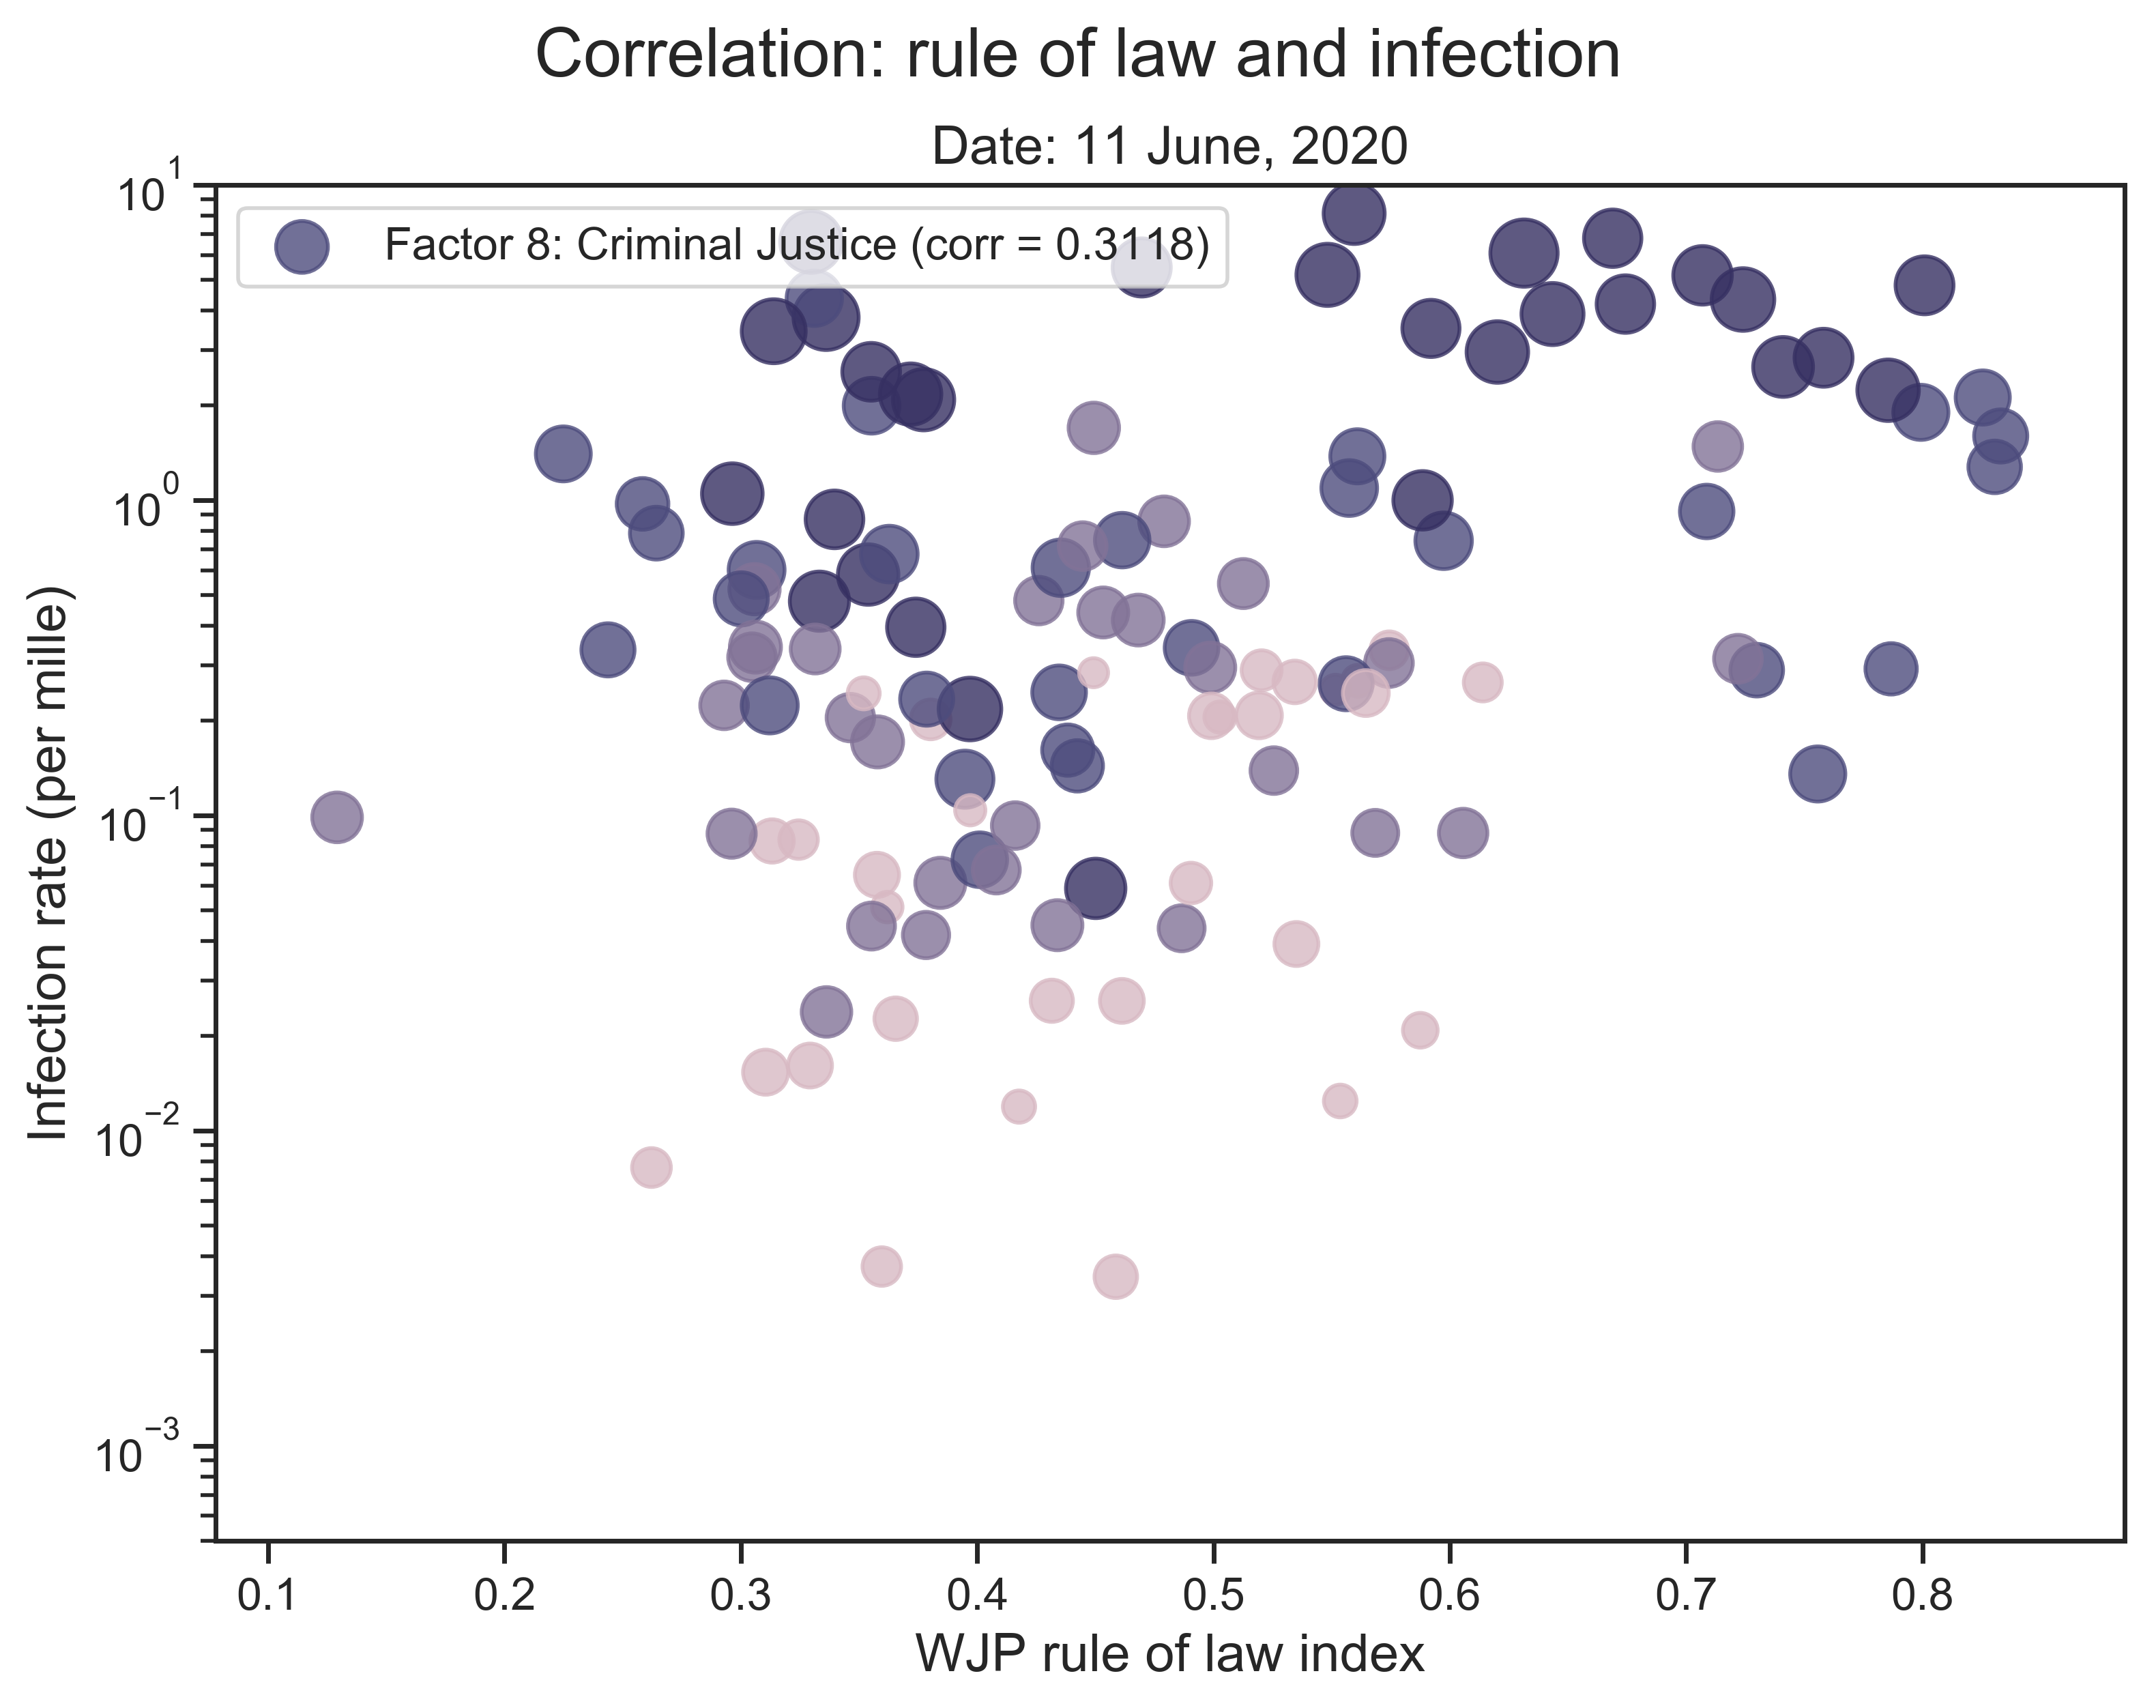 Correlation: rule of law and infection
Date: 11 June, 2020
Factor 8: Criminal Justice (corr = 0.3118)
Infection rate (per mille)
10^1
10^0
10^−1
10^−2
10^−3
0.1 0.2 0.3 0.4 0.5 0.6 0.7 0.8
WJP rule of law index